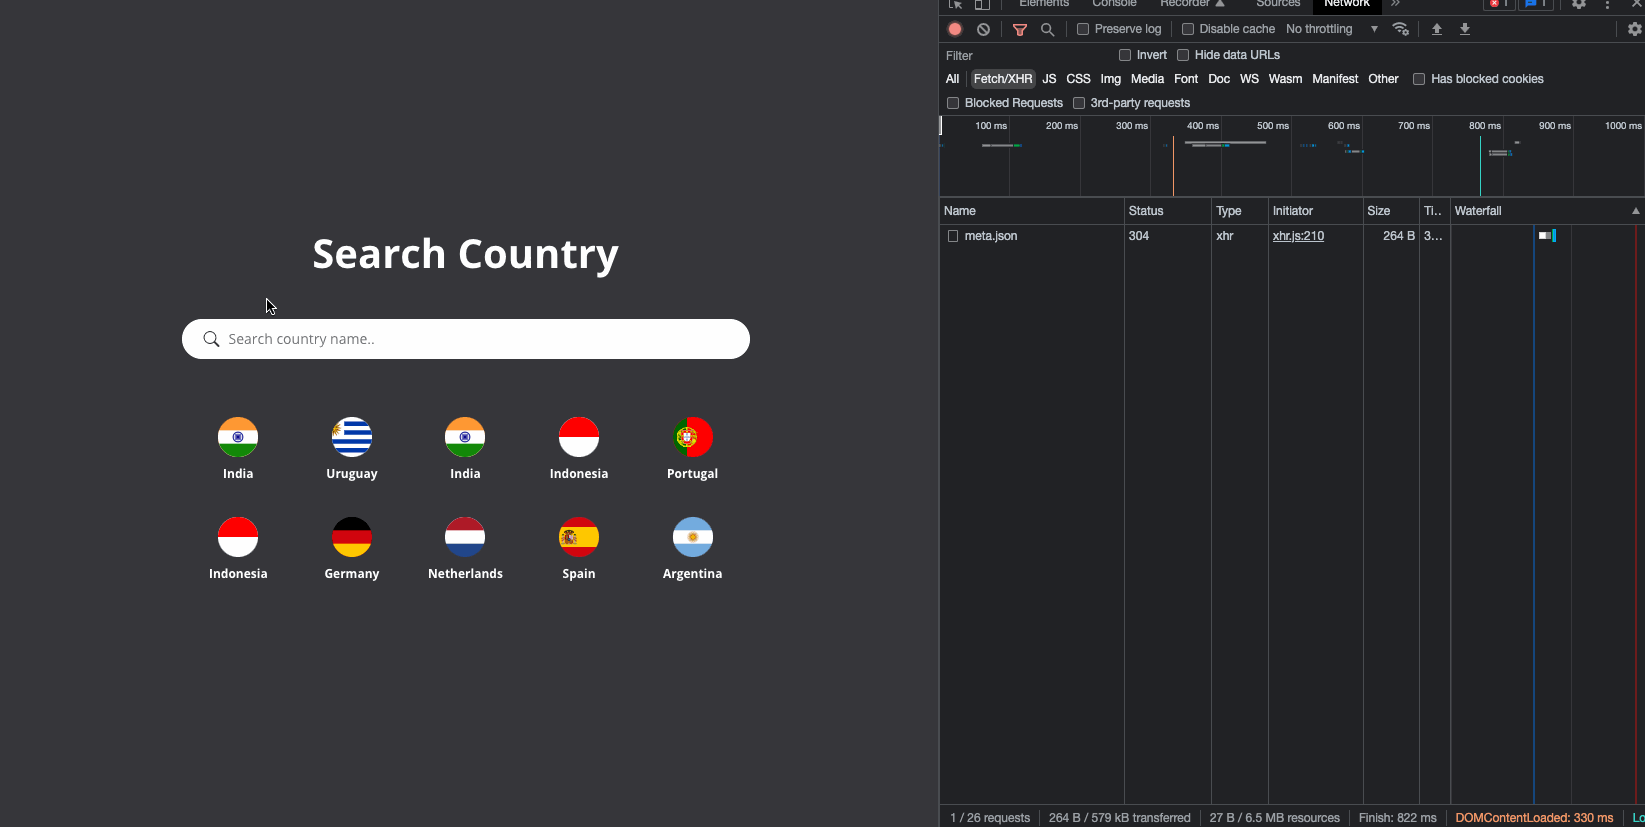 Search Country
Search country name..
India Uruguay India Indonesia Portugal
Indonesia Germany Netherlands Spain Argentina
Elements Console Recorder Sources Network » 1 1
Preserve log Disable cache No throttling
Filter Invert Hide data URLs
All Fetch/XHR JS CSS Img Media Font Doc WS Wasm Manifest Other Has blocked cookies
Blocked Requests 3rd-party requests
100 ms 200 ms 300 ms 400 ms 500 ms 600 ms 700 ms 800 ms 900 ms 1000 ms
Name Status Type Initiator Size Ti.. Waterfall
meta.json 304 xhr xhr.js:210 264 B 3...
1 / 26 requests 264 B / 579 kB transferred 27 B / 6.5 MB resources Finish: 822 ms DOMContentLoaded: 330 ms Lo